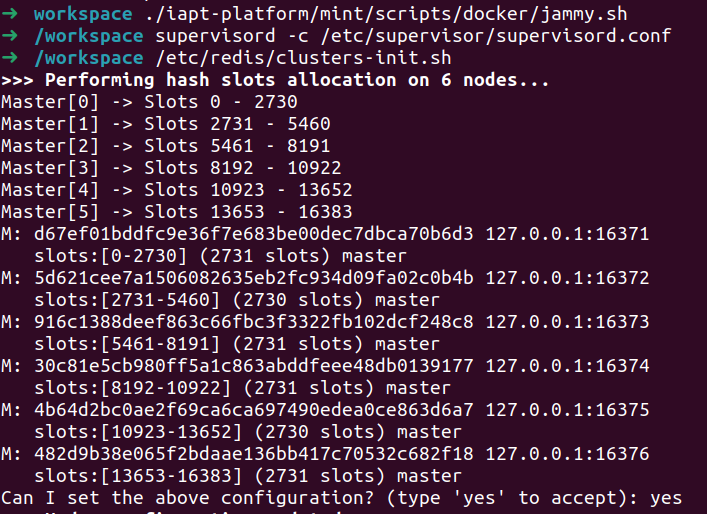 ➜ workspace ./iapt-platform/mint/scripts/docker/jammy.sh
➜ /workspace supervisord -c /etc/supervisor/supervisord.conf
➜ /workspace /etc/redis/clusters-init.sh
>>> Performing hash slots allocation on 6 nodes...
Master[0] -> Slots 0 - 2730
Master[1] -> Slots 2731 - 5460
Master[2] -> Slots 5461 - 8191
Master[3] -> Slots 8192 - 10922
Master[4] -> Slots 10923 - 13652
Master[5] -> Slots 13653 - 16383
M: d67ef01bddfc9e36f7e683be00dec7dbca70b6d3 127.0.0.1:16371
slots:[0-2730] (2731 slots) master
M: 5d621cee7a1506082635eb2fc934d09fa02c0b4b 127.0.0.1:16372
slots:[2731-5460] (2730 slots) master
M: 916c1388deef863c66fbc3f3322fb102dcf248c8 127.0.0.1:16373
slots:[5461-8191] (2731 slots) master
M: 30c81e5cb980ff5a1c863abddfeee48db0139177 127.0.0.1:16374
slots:[8192-10922] (2731 slots) master
M: 4b64d2bc0ae2f69ca6ca697490edea0ce863d6a7 127.0.0.1:16375
slots:[10923-13652] (2730 slots) master
M: 482d9b38e065f2bdaae136bb417c70532c682f18 127.0.0.1:16376
slots:[13653-16383] (2731 slots) master
Can I set the above configuration? (type 'yes' to accept): yes